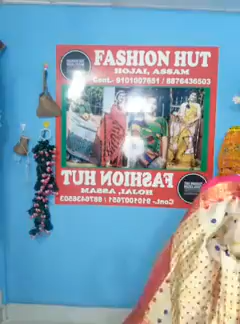 FASHION HUT
HOJAI, ASSAM
Cont.- 9101007651 / 8876436503
FASHION HUT
HOJAI, ASSAM
Cont.- 9101007651 / 8876436503